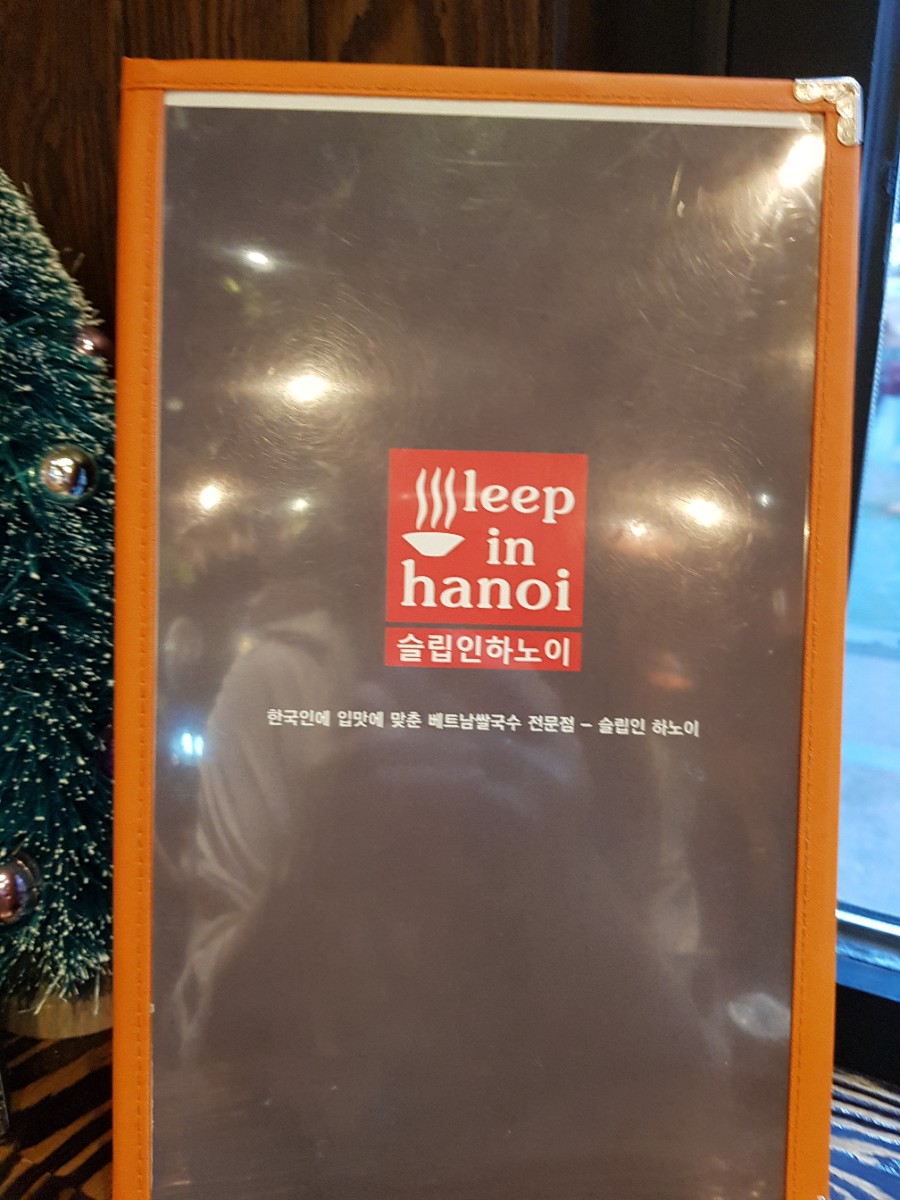 leep
in
hanoi
슬립인하노이
한국인에 입맛에 맞춘 베트남쌀국수 전문점 - 슬립인 하노이